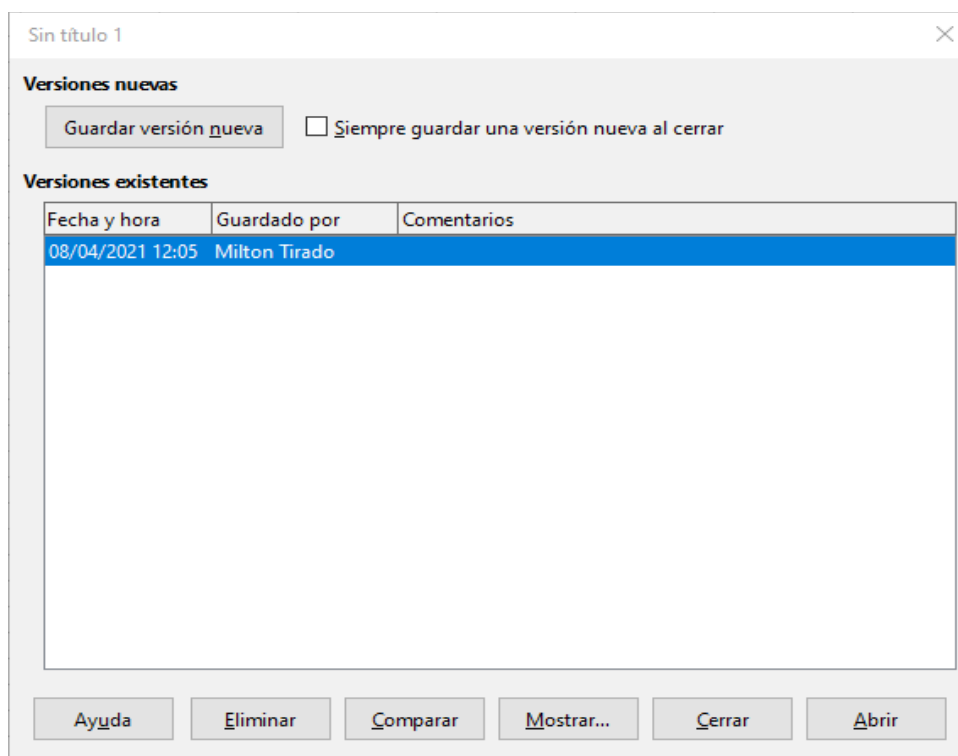 Sin título 1
Versiones nuevas
Guardar versión nueva Siempre guardar una versión nueva al cerrar
Versiones existentes
Fecha y hora Guardado por Comentarios
08/04/2021 12:05 Milton Tirado
Ayuda Eliminar Comparar Mostrar... Cerrar Abrir